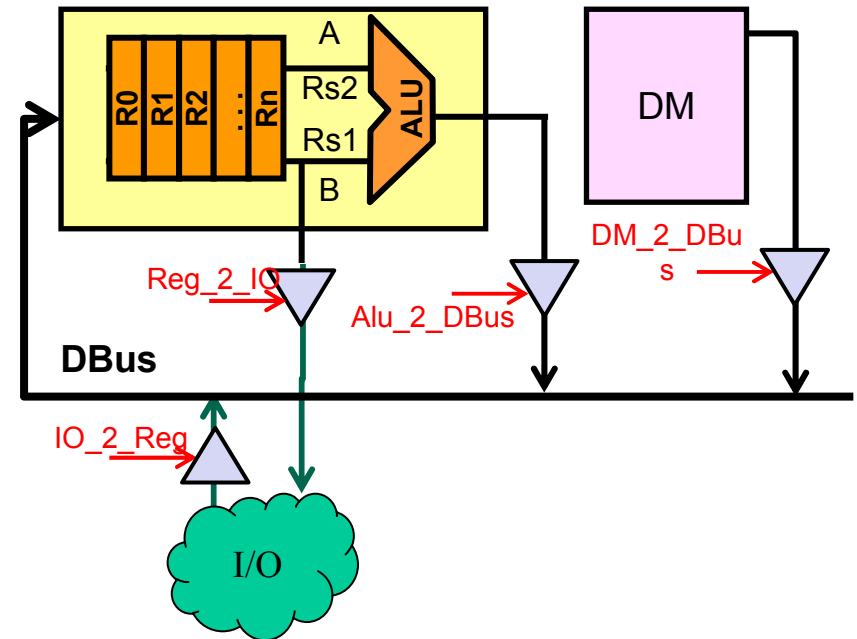 A
R0
R1
R2
...
Rn
Rs2
Rs1
ALU
B
DM
Reg_2_IO
Alu_2_DBus
DM_2_DBu
s
DBus
IO_2_Reg
I/O